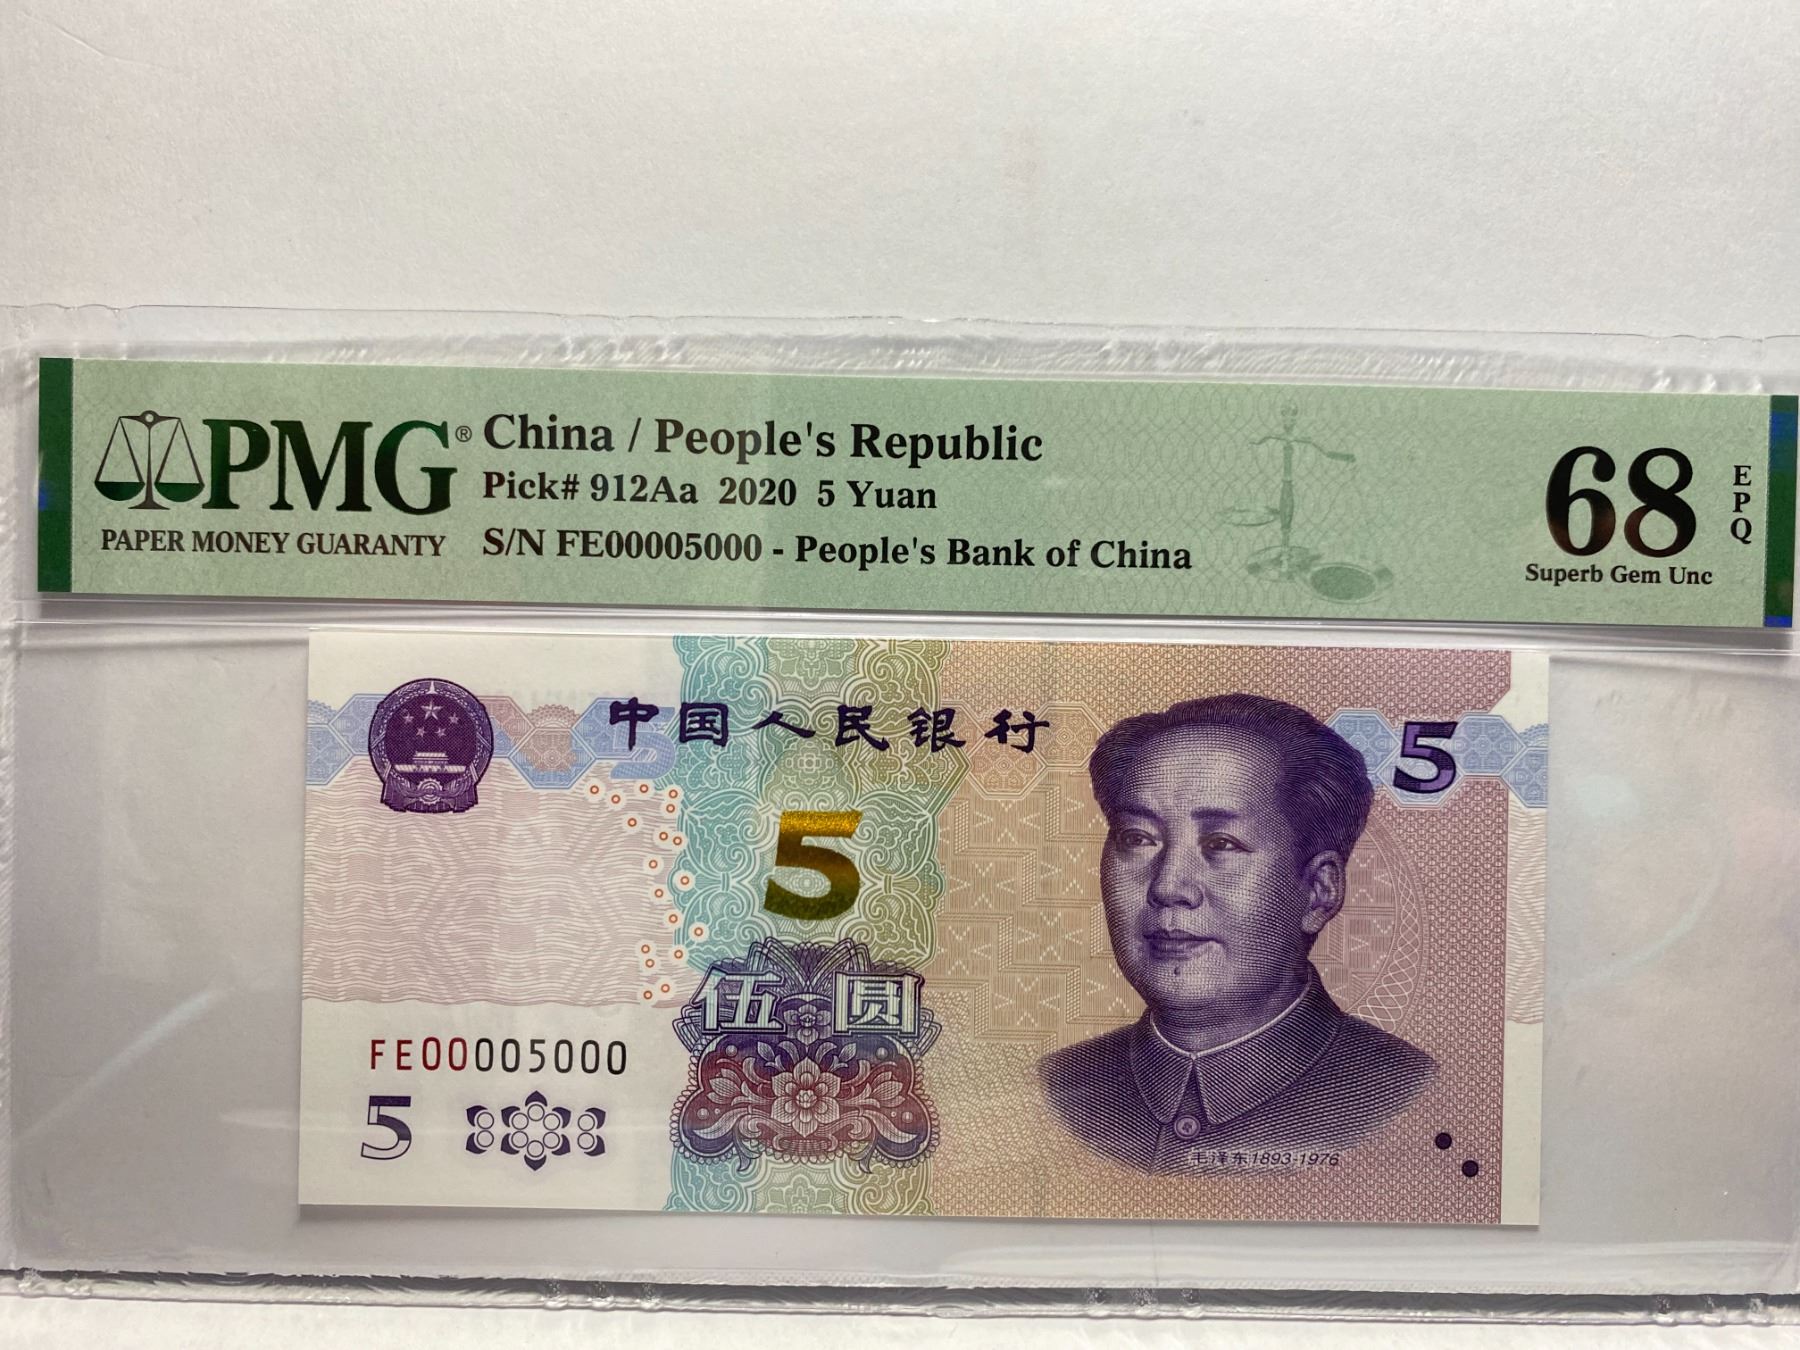 PMG®
PAPER MONEY GUARANTY
China / People's Republic
Pick# 912Aa 2020 5 Yuan
S/N FE00005000 - People's Bank of China
68
EPQ
Superb Gem Unc
中国人民银行
5
5
伍圆
FE00005000
5
毛泽东1893-1976